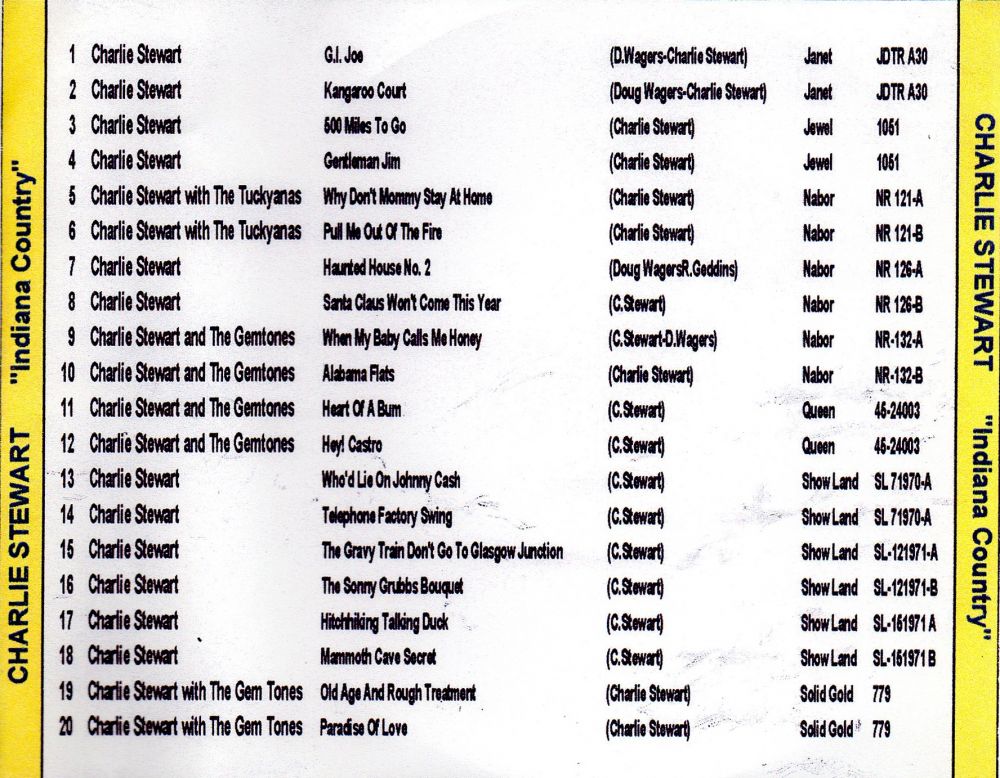 CHARLIE STEWART "Indiana Country"
1 Charlie Stewart G.I. Joe (D.Wagers-Charlie Stewart) Janet JDTR A30
2 Charlie Stewart Kangaroo Court (Doug Wagers-Charlie Stewart) Janet JDTR A30
3 Charlie Stewart 500 Miles To Go (Charlie Stewart) Jewel 1051
4 Charlie Stewart Gentleman Jim (Charlie Stewart) Jewel 1051
5 Charlie Stewart with The Tuckyanas Why Don't Mommy Stay At Home (Charlie Stewart) Nabor NR 121-A
6 Charlie Stewart with The Tuckyanas Pull Me Out Of The Fire (Charlie Stewart) Nabor NR 121-B
7 Charlie Stewart Haunted House No. 2 (Doug WagersR.Geddins) Nabor NR 126-A
8 Charlie Stewart Santa Claus Won't Come This Year (C.Stewart) Nabor NR 126-B
9 Charlie Stewart and The Gemtones When My Baby Calls Me Honey (C.Stewart-D.Wagers) Nabor NR-132-A
10 Charlie Stewart and The Gemtones Alabama Flats (Charlie Stewart) Nabor NR-132-B
11 Charlie Stewart and The Gemtones Heart Of A Bum (C.Stewart) Queen 45-24003
12 Charlie Stewart and The Gemtones Hey! Castro (C.Stewart) Queen 45-24003
13 Charlie Stewart Who'd Lie On Johnny Cash (C.Stewart) Show Land SL 71970-A
14 Charlie Stewart Telephone Factory Swing (C.Stewart) Show Land SL 71970-A
15 Charlie Stewart The Gravy Train Don't Go To Glasgow Junction (C.Stewart) Show Land SL-121971-A
16 Charlie Stewart The Sonny Grubbs Bouquet (C.Stewart) Show Land SL-121971-B
17 Charlie Stewart Hitchhiking Talking Duck (C.Stewart) Show Land SL-151971 A
18 Charlie Stewart Mammoth Cave Secret (C.Stewart) Show Land SL-151971 B
19 Charlie Stewart with The Gem Tones Old Age And Rough Treatment (Charlie Stewart) Solid Gold 779
20 Charlie Stewart with The Gem Tones Paradise Of Love (Charlie Stewart) Solid Gold 779
CHARLIE STEWART "Indiana Country"